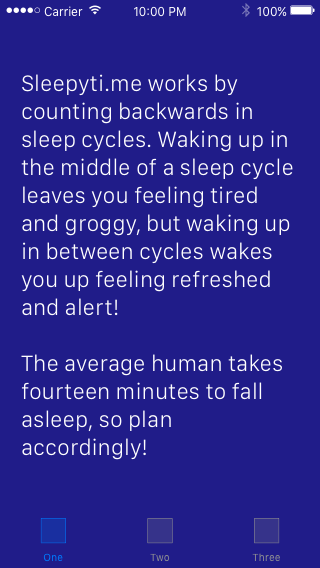 Carrier 10:00 PM 100%
Sleepyti.me works by
counting backwards in
sleep cycles. Waking up in
the middle of a sleep cycle
leaves you feeling tired
and groggy, but waking up
in between cycles wakes
you up feeling refreshed
and alert!
The average human takes
fourteen minutes to fall
asleep, so plan
accordingly!
One Two Three